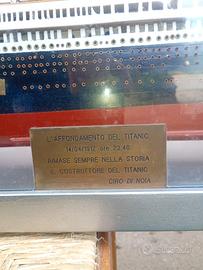 L'AFFONDAMENTO DEL TITANIC
14/04/1912 ore 23,40
RIMASE SEMPRE NELLA STORIA
IL COSTRUTTORE DEL TITANIC
CIRO DI NOIA
subito